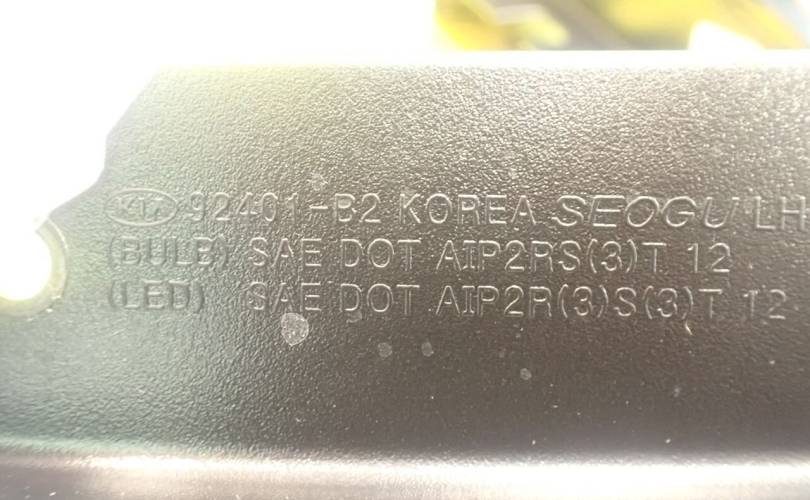 KIA 92401-B2 KOREA SEOGU LH
(BULB) SAE DOT AIP2RS(3)T 12
(LED) SAE DOT AIP2R(3)S(3)T 12